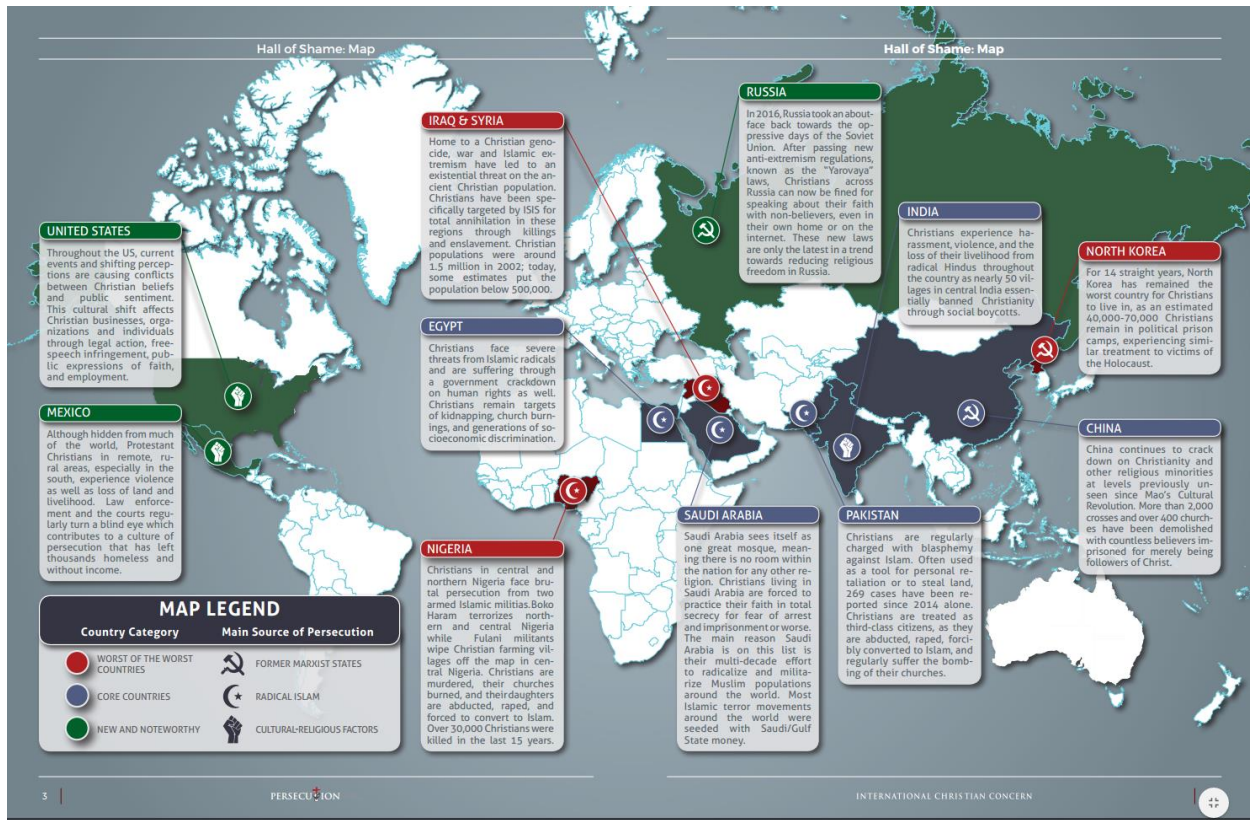 Hall of Shame: Map
Hall of Shame: Map
UNITED STATES
Throughout the US, current
events and shifting percep-
tions are causing conflicts
between Christian beliefs
and public sentiment.
This cultural shift affects
Christian businesses, orga-
nizations and individuals
through legal action, free-
speech infringement, pub-
lic expressions of faith,
and employment.
MEXICO
Although hidden from much
of the world, Protestant
Christians in remote, ru-
ral areas, especially in the
south, experience violence
as well as loss of land and
livelihood. Law enforce-
ment and the courts regu-
larly turn a blind eye which
contributes to a culture of
persecution that has left
thousands homeless and
without income.
IRAQ & SYRIA
Home to a Christian geno-
cide, war and Islamic ex-
tremism have led to an
existential threat on the an-
cient Christian population.
Christians have been spe-
cifically targeted by ISIS for
total annihilation in these
regions through killings
and enslavement. Christian
populations were around
1.5 million in 2002; today,
some estimates put the
population below 500,000.
EGYPT
Christians face severe
threats from Islamic radicals
and are suffering through
a government crackdown
on human rights as well.
Christians remain targets
of kidnapping, church burn-
ings, and generations of so-
cioeconomic discrimination.
NIGERIA
Christians in central and
northern Nigeria face bru-
tal persecution from two
armed Islamic militias.Boko
Haram terrorizes north-
ern and central Nigeria
while Fulani militants
wipe Christian farming vil-
lages off the map in cen-
tral Nigeria. Christians are
murdered, their churches
burned, and theirdaughters
are abducted, raped, and
forced to convert to Islam.
Over 30,000 Christians were
killed in the last 15 years.
RUSSIA
In 2016, Russia took an about-
face back towards the op-
pressive days of the Soviet
Union. After passing new
anti-extremism regulations,
known as the "Yarovaya"
laws, Christians across
Russia can now be fined for
speaking about their faith
with non-believers, even in
their own home or on the
internet. These new laws
are only the latest in a trend
towards reducing religious
freedom in Russia.
INDIA
Christians experience ha-
rassment, violence, and the
loss of their livelihood from
radical Hindus throughout
the country as nearly 50 vil-
lages in central India essen-
tially banned Christianity
through social boycotts.
NORTH KOREA
For 14 straight years, North
Korea has remained the
worst country for Christians
to live in, as an estimated
40,000-70,000 Christians
remain in political prison
camps, experiencing simi-
lar treatment to victims of
the Holocaust.
CHINA
China continues to crack
down on Christianity and
other religious minorities
at levels previously un-
seen since Mao's Cultural
Revolution. More than 2,000
crosses and over 400 church-
es have been demolished
with countless believers im-
prisoned for merely being
followers of Christ.
SAUDI ARABIA
Saudi Arabia sees itself as
one great mosque, mean-
ing there is no room within
the nation for any other re-
ligion. Christians living in
Saudi Arabia are forced to
practice their faith in total
secrecy for fear of arrest
and imprisonment or worse.
The main reason Saudi
Arabia is on this list is
their multi-decade effort
to radicalize and milita-
rize Muslim populations
around the world. Most
Islamic terror movements
around the world were
seeded with Saudi/Gulf
State money.
PAKISTAN
Christians are regularly
charged with blasphemy
against Islam. Often used
as a tool for personal re-
taliation or to steal land,
269 cases have been re-
ported since 2014 alone.
Christians are treated as
third-class citizens, as they
are abducted, raped, forci-
bly converted to Islam, and
regularly suffer the bomb-
ing of their churches.
MAP LEGEND
Country Category
Main Source of Persecution
WORST OF THE WORST
COUNTRIES
FORMER MARXIST STATES
CORE COUNTRIES
RADICAL ISLAM
NEW AND NOTEWORTHY
CULTURAL-RELIGIOUS FACTORS
3
PERSECUTION
INTERNATIONAL CHRISTIAN CONCERN